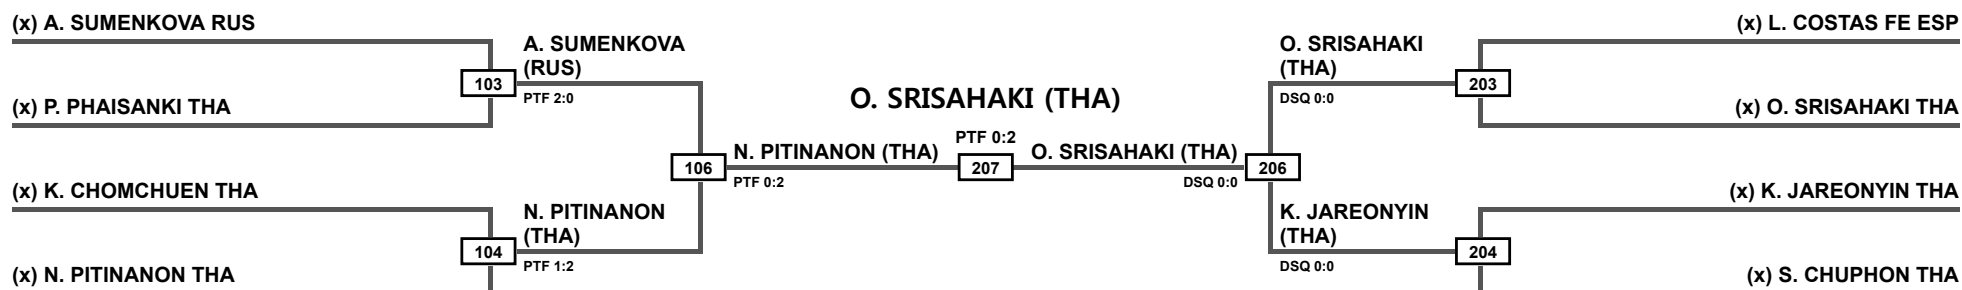 (x) A. SUMENKOVA RUS
(x) L. COSTAS FE ESP
A. SUMENKOVA
(RUS)
O. SRISAHAKI
(THA)
103
203
PTF 2:0
DSQ 0:0
O. SRISAHAKI (THA)
(x) P. PHAISANKI THA
(x) O. SRISAHAKI THA
PTF 0:2
N. PITINANON (THA)
O. SRISAHAKI (THA)
106
207
206
PTF 0:2
DSQ 0:0
(x) K. CHOMCHUEN THA
(x) K. JAREONYIN THA
N. PITINANON
(THA)
K. JAREONYIN
(THA)
104
204
PTF 1:2
DSQ 0:0
(x) N. PITINANON THA
(x) S. CHUPHON THA